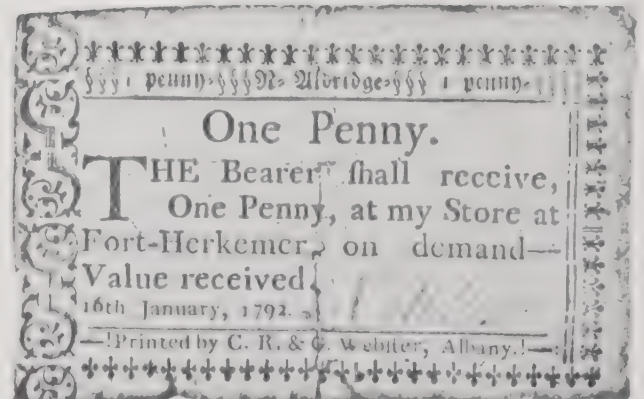 §§§1 penny-§§§N- Aldridge-§§§ 1 penny-
One Penny.
THE Bearer ſhall receive,
One Penny, at my Store at
Fort-Herkemer, on demand—
Value received.
16th January, 1792.
—!Printed by C. R. & G. Webſter, Albany.!—